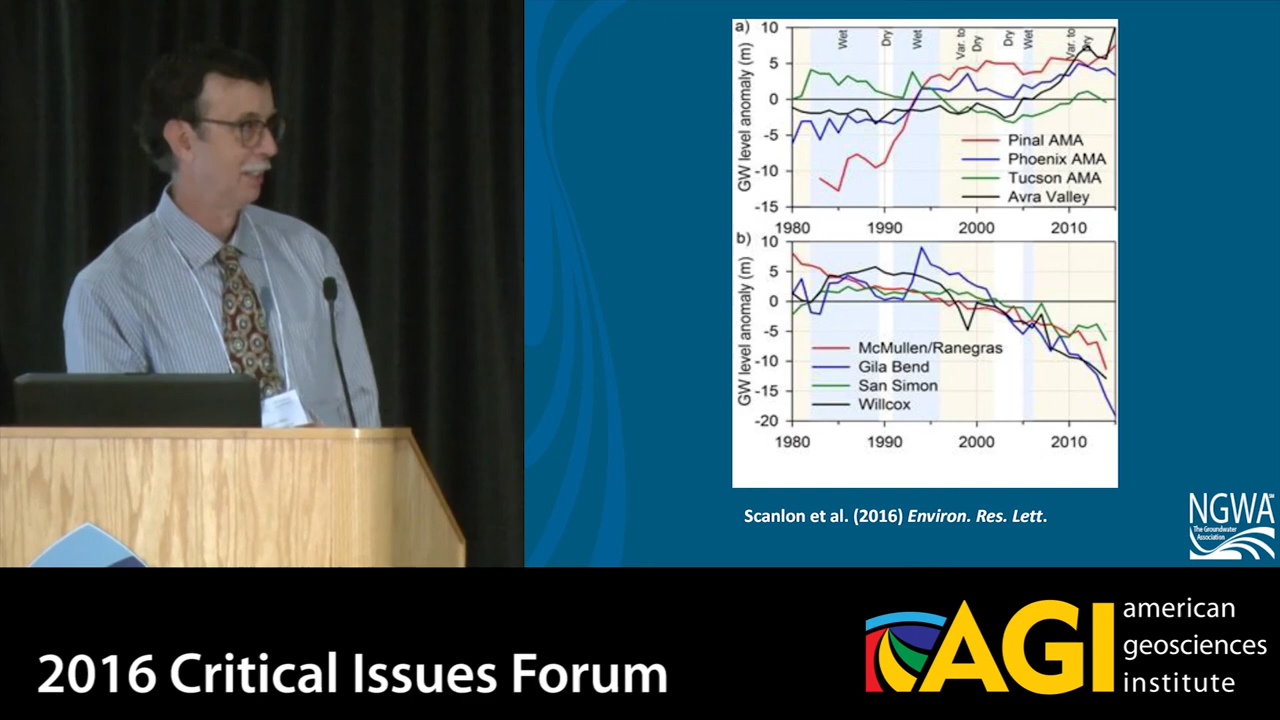 a)
10
5
0
-5
-10
-15
GW level anomaly (m)
Wet
Dry
Wet
Var. to
Dry
Dry
Wet
Var. to
Dry
Pinal AMA
Phoenix AMA
Tucson AMA
Avra Valley
1980
1990
2000
2010
b)
10
5
0
-5
-10
-15
-20
GW level anomaly (m)
McMullen/Ranegras
Gila Bend
San Simon
Willcox
1980
1990
2000
2010
Scanlon et al. (2016) Environ. Res. Lett.
NGWA
The Groundwater
Association
2016 Critical Issues Forum
AGI
american
geosciences
institute